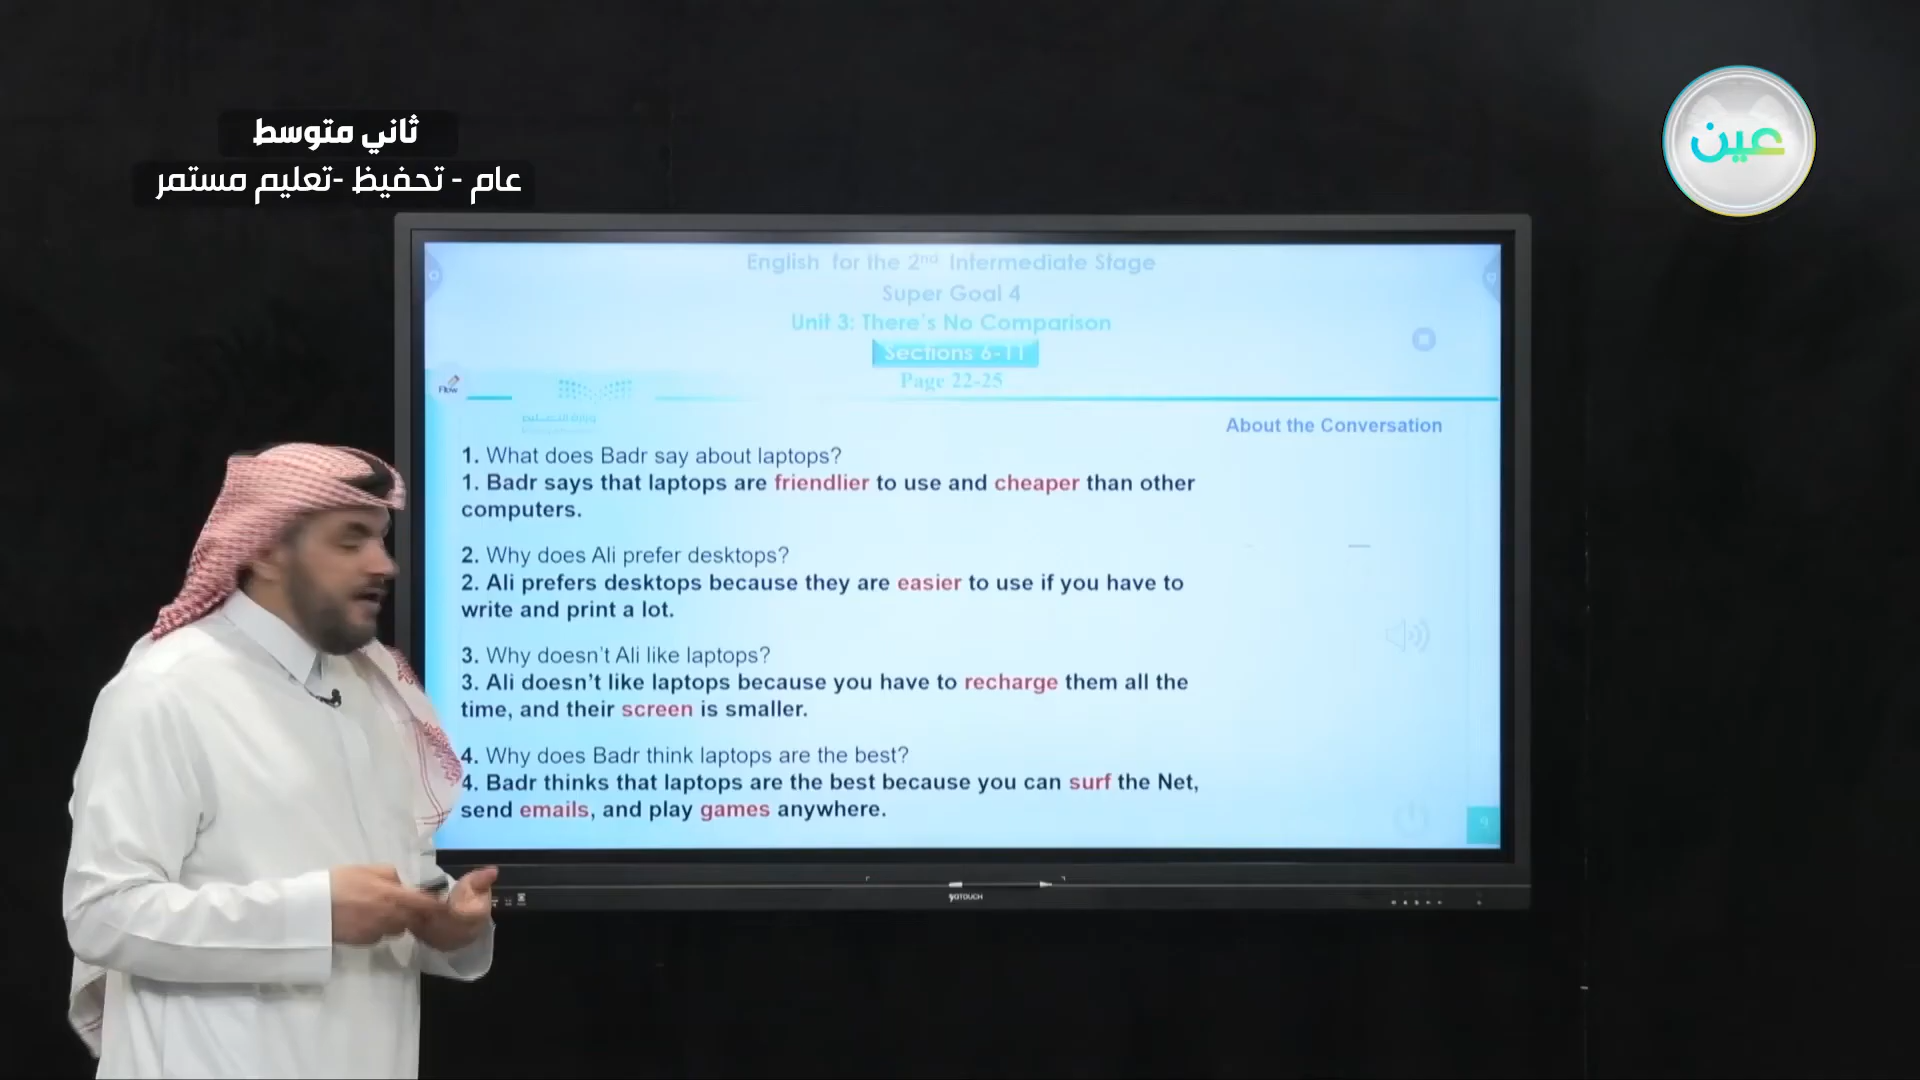 ثاني متوسط
عام - تحفيظ -تعليم مستمر
عين
English for the 2nd Intermediate Stage
Super Goal 4
Unit 3: There's No Comparison
Sections 6-11
Page 22-25
Flow
وزارة التعليم
About the Conversation
1. What does Badr say about laptops?
1. Badr says that laptops are friendlier to use and cheaper than other
computers.
2. Why does Ali prefer desktops?
2. Ali prefers desktops because they are easier to use if you have to
write and print a lot.
3. Why doesn't Ali like laptops?
3. Ali doesn't like laptops because you have to recharge them all the
time, and their screen is smaller.
4. Why does Badr think laptops are the best?
4. Badr thinks that laptops are the best because you can surf the Net,
send emails, and play games anywhere.
9